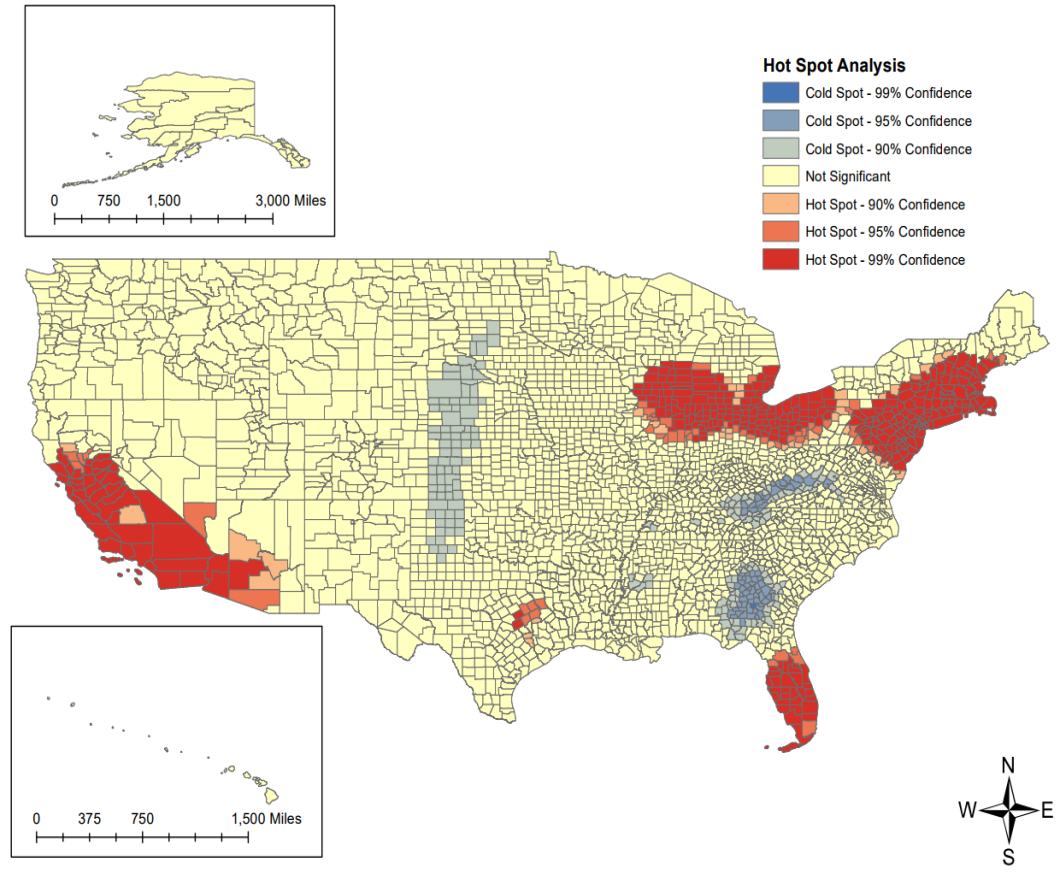 0 750 1,500 3,000 Miles
Hot Spot Analysis
Cold Spot - 99% Confidence
Cold Spot - 95% Confidence
Cold Spot - 90% Confidence
Not Significant
Hot Spot - 90% Confidence
Hot Spot - 95% Confidence
Hot Spot - 99% Confidence
0 375 750 1,500 Miles
N
W E
S